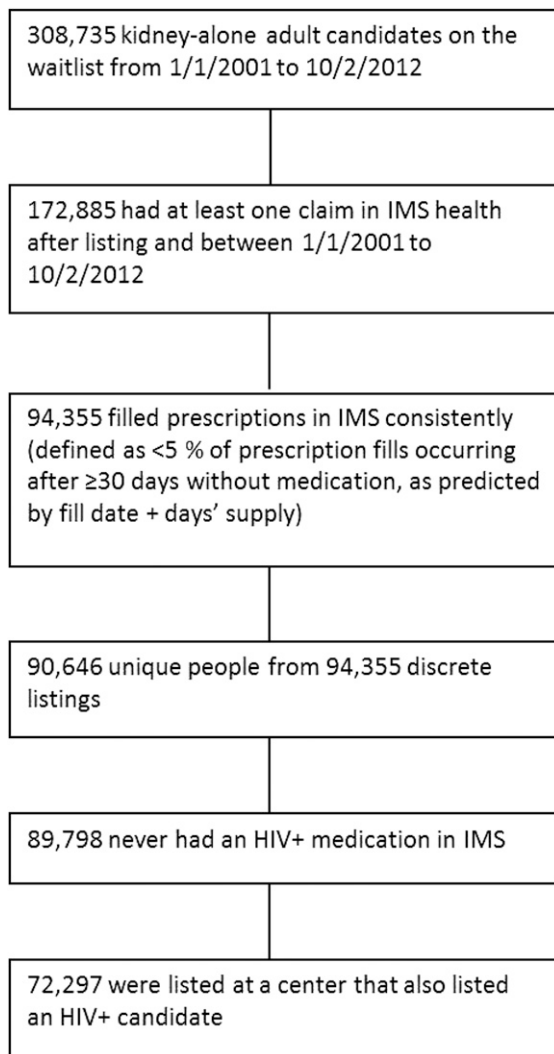 308,735 kidney-alone adult candidates on the
waitlist from 1/1/2001 to 10/2/2012
172,885 had at least one claim in IMS health
after listing and between 1/1/2001 to
10/2/2012
94,355 filled prescriptions in IMS consistently
(defined as <5 % of prescription fills occurring
after ≥30 days without medication, as predicted
by fill date + days’ supply)
90,646 unique people from 94,355 discrete
listings
89,798 never had an HIV+ medication in IMS
72,297 were listed at a center that also listed
an HIV+ candidate